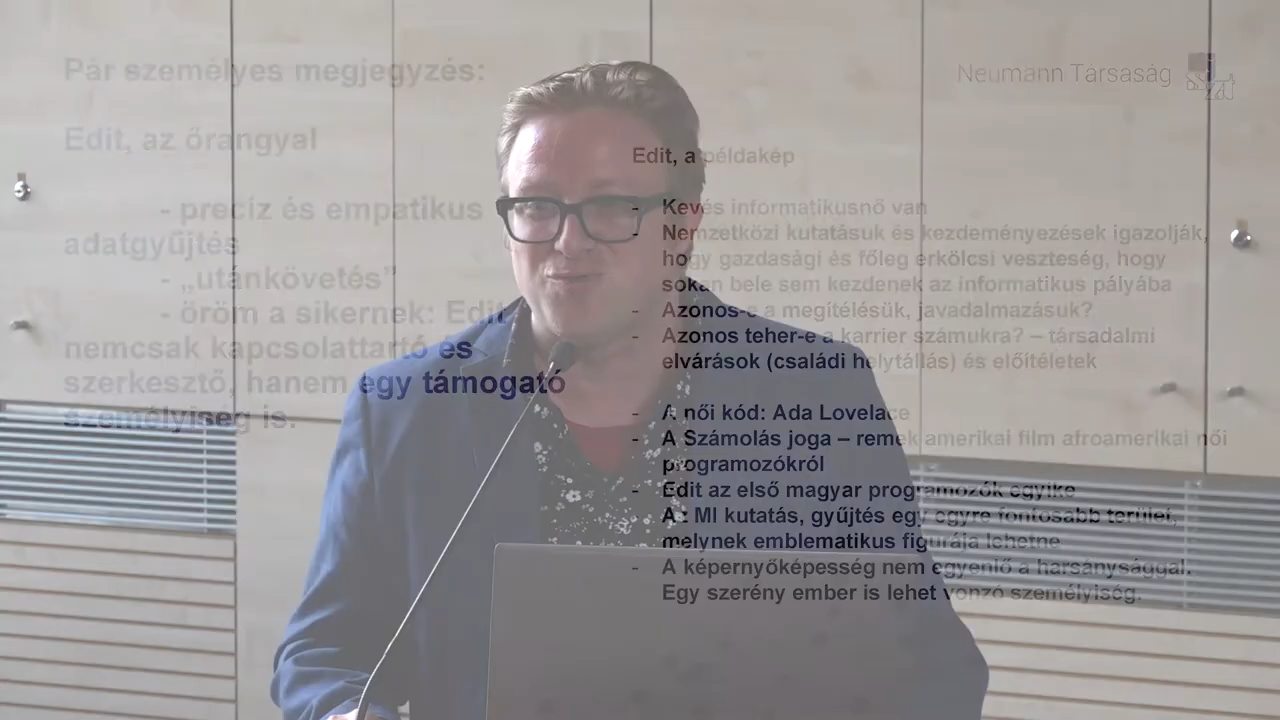 Pár személyes megjegyzés:
Edit, az őrangyal
- precíz és empatikus
adatgyűjtés
- „utánkövetés”
- öröm a sikernek: Edit
nemcsak kapcsolattartó és
szerkesztő, hanem egy támogató
személyiség is.
Neumann Társaság
Edit, a példakép
- Kevés informatikusnő van
- Nemzetközi kutatásuk és kezdeményezések igazolják,
hogy gazdasági és főleg erkölcsi veszteség, hogy
sokan bele sem kezdenek az informatikus pályába
- Azonos-e a megítélésük, javadalmazásuk?
- Azonos teher-e a karrier számukra? – társadalmi
elvárások (családi helytállás) és előítéletek
- A női kód: Ada Lovelace
- A Számolás joga – remek amerikai film afroamerikai női
programozókról
- Edit az első magyar programozók egyike
Az MI kutatás, gyűjtés egy egyre fontosabb terület,
melynek emblematikus figurája lehetne
- A képernyőképesség nem egyenlő a harsánysággal.
Egy szerény ember is lehet vonzó személyiség.